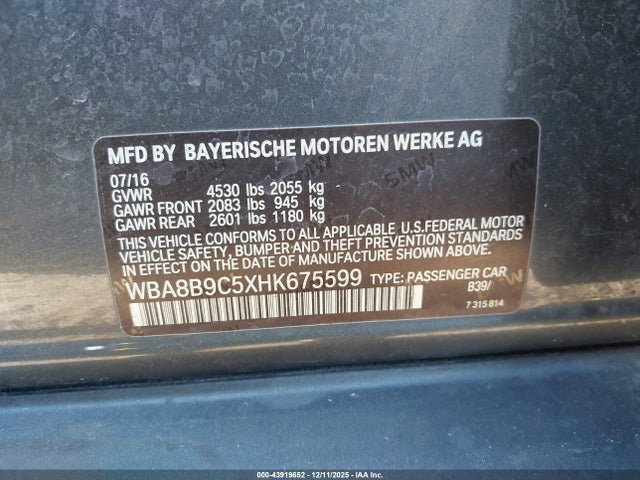 MFD BY BAYERISCHE MOTOREN WERKE AG
07/16
GVWR 4530 lbs 2055 kg
GAWR FRONT 2083 lbs 945 kg
GAWR REAR 2601 lbs 1180 kg
THIS VEHICLE CONFORMS TO ALL APPLICABLE U.S.FEDERAL MOTOR
VEHICLE SAFETY, BUMPER AND THEFT PREVENTION STANDARDS
IN EFFECT ON THE DATE OF MANUFACTURE SHOWN ABOVE.
WBA8B9C5XHK675599 TYPE: PASSENGER CAR
B39/
7 315 814
00-43919652 - 12/11/2025 - IAA Inc.